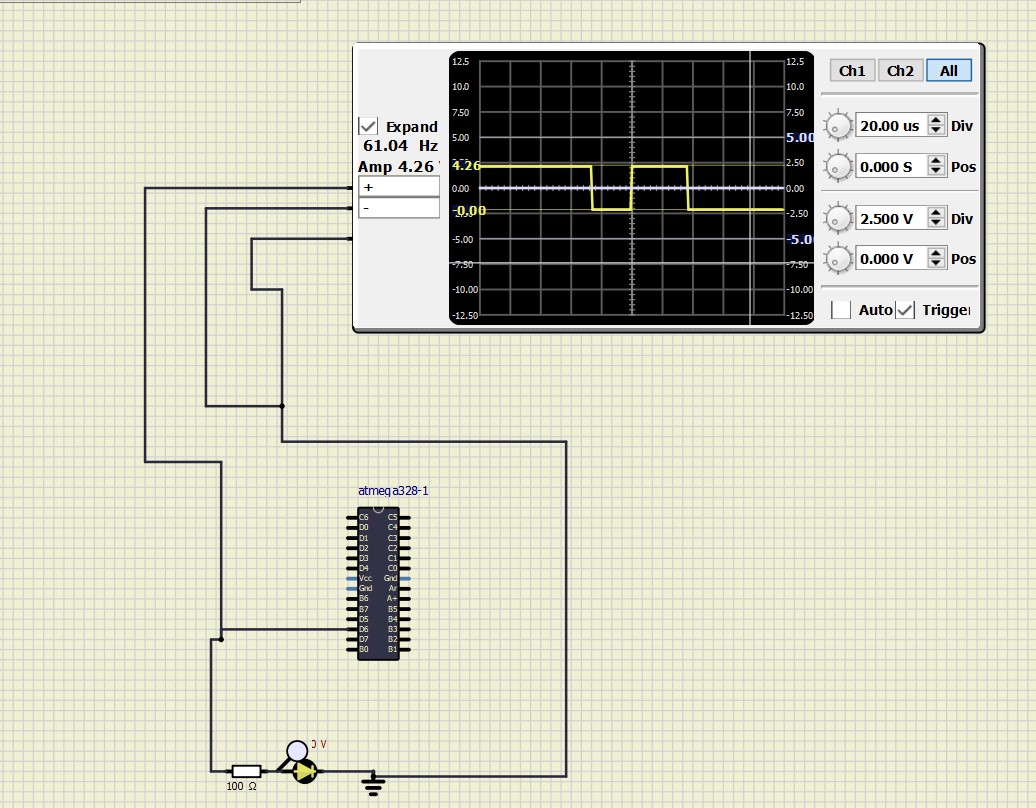 12.5
12.5
10.0
10.0
7.50
7.50
5.00
5.00
4.26
2.50
0.00
0.00
-0.00
-2.50
-5.00
-5.0
-7.50
-7.50
-10.00
-10.00
-12.50
-12.50
Expand
61.04 Hz
Amp 4.26
+
-
Ch1 Ch2 All
20.00 us Div
0.000 S Pos
2.500 V Div
0.000 V Pos
Auto Trigger
atmega328-1
C6 C5
D0 C4
D1 C3
D2 C2
D3 C1
D4 C0
Vcc Gnd
Gnd Ar
B6 A+
B7 B5
D5 B4
D6 B3
D7 B2
B0 B1
0 V
100 Ω